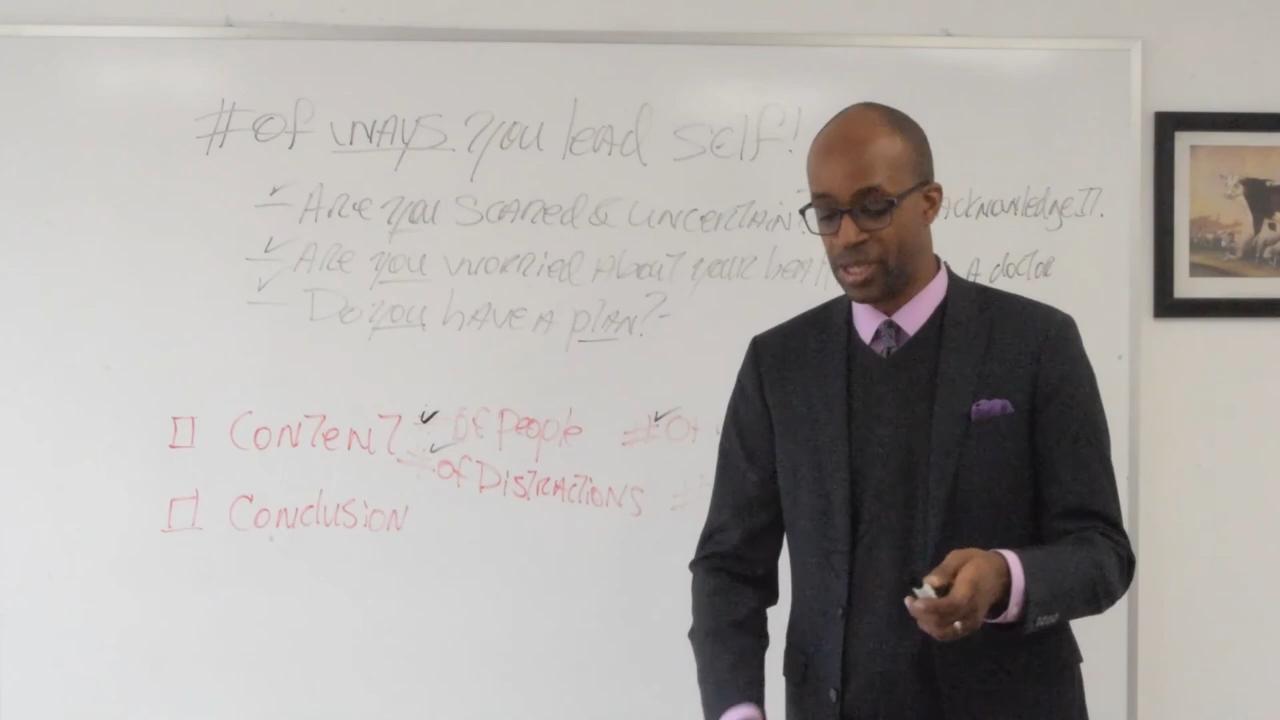 # of WAYS you lead self!
- Are you scared & uncertain? acknowledge IT.
- Are you worried about your A doctor
- Do you have a plan? -
Content # of People # of
# of Distractions #
Conclusion